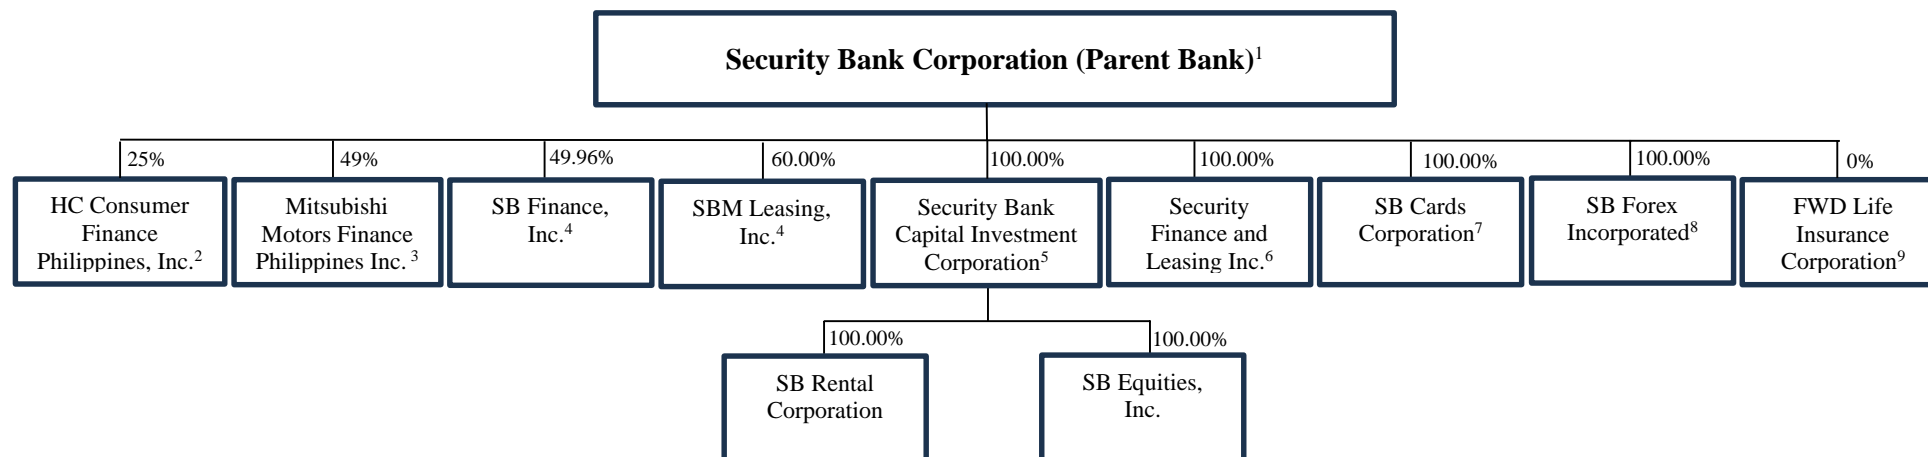 Security Bank Corporation (Parent Bank)1
25%
49%
49.96%
60.00%
100.00%
100.00%
100.00%
100.00%
0%
HC Consumer
Finance
Philippines, Inc.2
Mitsubishi
Motors Finance
Philippines Inc. 3
SB Finance,
Inc.4
SBM Leasing,
Inc.4
Security Bank
Capital Investment
Corporation5
Security
Finance and
Leasing Inc.6
SB Cards
Corporation7
SB Forex
Incorporated8
FWD Life
Insurance
Corporation9
100.00%
100.00%
SB Rental
Corporation
SB Equities,
Inc.